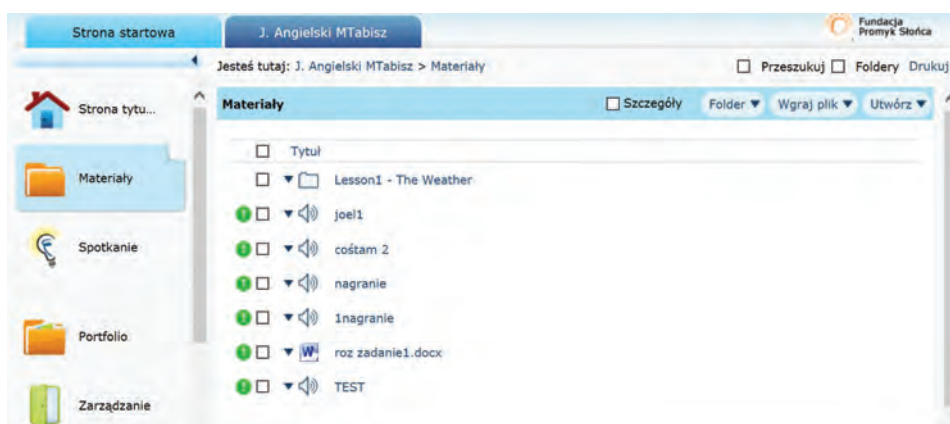 Strona startowa
J. Angielski MTabisz
Fundacja
Promyk Słońca
Jesteś tutaj: J. Angielski MTabisz > Materiały
Przeszukuj Foldery Drukuj
Strona tytu...
Materiały
Szczegóły Folder Wgraj plik Utwórz
Tytuł
Materiały
Lesson1 - The Weather
joel1
Spotkanie
cośtam 2
nagranie
1nagranie
Portfolio
roz zadanie1.docx
TEST
Zarządzanie